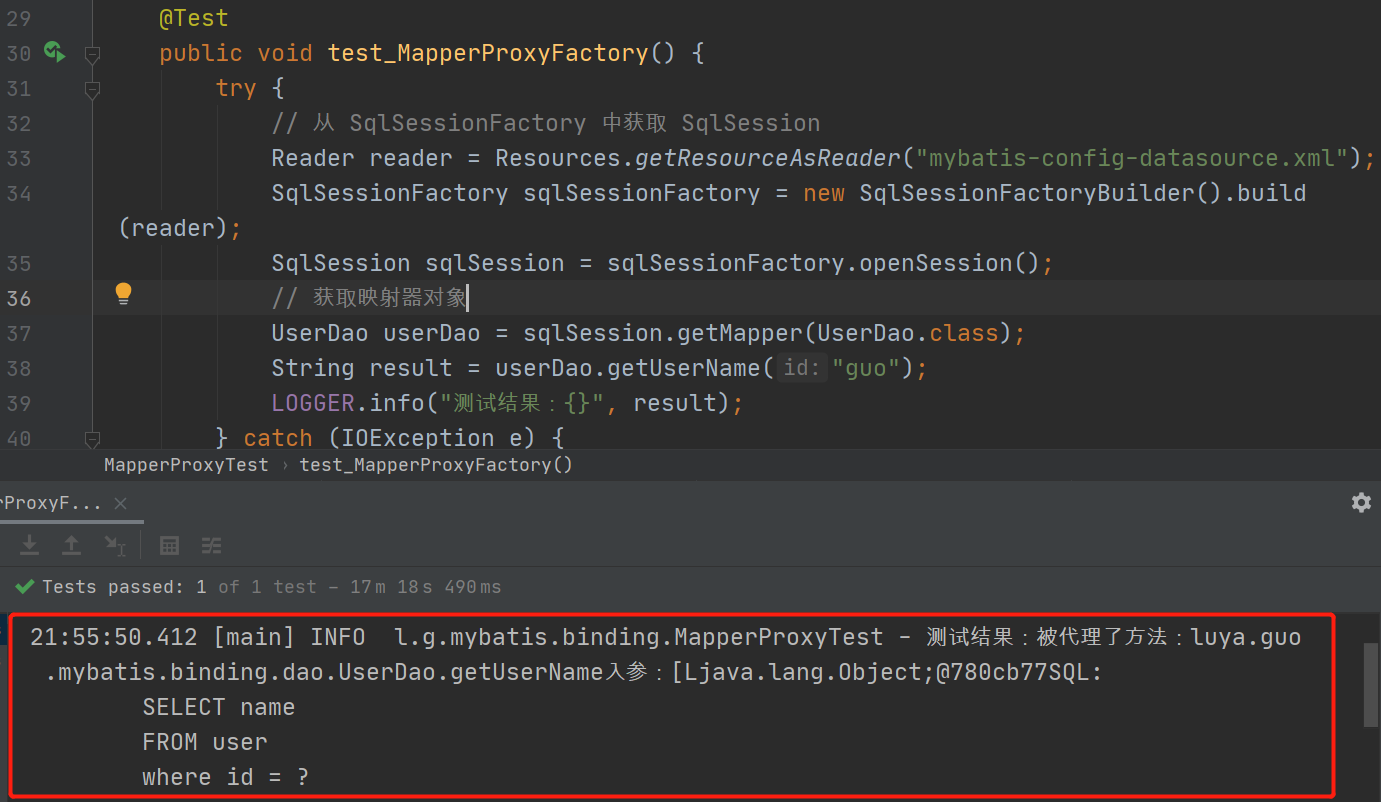 29 @Test
30 public void test_MapperProxyFactory() {
31 try {
32 // 从 SqlSessionFactory 中获取 SqlSession
33 Reader reader = Resources.getResourceAsReader("mybatis-config-datasource.xml");
34 SqlSessionFactory sqlSessionFactory = new SqlSessionFactoryBuilder().build
(reader);
35 SqlSession sqlSession = sqlSessionFactory.openSession();
36 // 获取映射器对象
37 UserDao userDao = sqlSession.getMapper(UserDao.class);
38 String result = userDao.getUserName( id: "guo");
39 LOGGER.info("测试结果：{}", result);
40 } catch (IOException e) {
MapperProxyTest › test_MapperProxyFactory()
rProxyF... ×
Tests passed: 1 of 1 test – 17m 18s 490ms
21:55:50.412 [main] INFO  l.g.mybatis.binding.MapperProxyTest - 测试结果：被代理了方法：luya.guo
.mybatis.binding.dao.UserDao.getUserName入参：[Ljava.lang.Object;@780cb77SQL:
SELECT name
FROM user
where id = ?